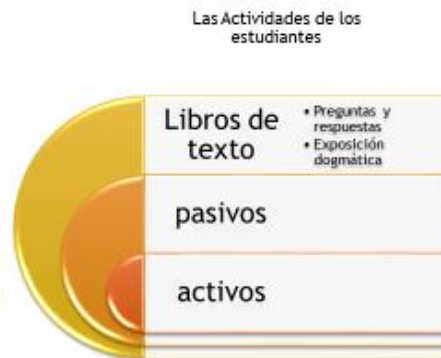 Las Actividades de los
estudiantes
Libros de
texto
• Preguntas y
respuestas
• Exposición
dogmática
pasivos
activos